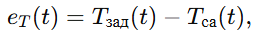 e_T(t) = T_зад(t) − T_са(t),